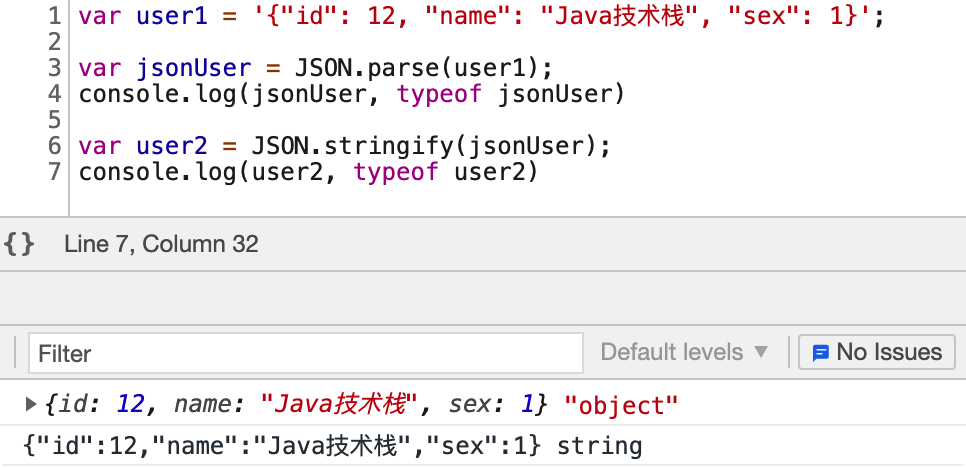 1 var user1 = '{"id": 12, "name": "Java技术栈", "sex": 1}';
2
3 var jsonUser = JSON.parse(user1);
4 console.log(jsonUser, typeof jsonUser)
5
6 var user2 = JSON.stringify(jsonUser);
7 console.log(user2, typeof user2)
{} Line 7, Column 32
Filter Default levels ▼ No Issues
▶ {id: 12, name: "Java技术栈", sex: 1} "object"
{"id":12,"name":"Java技术栈","sex":1} string